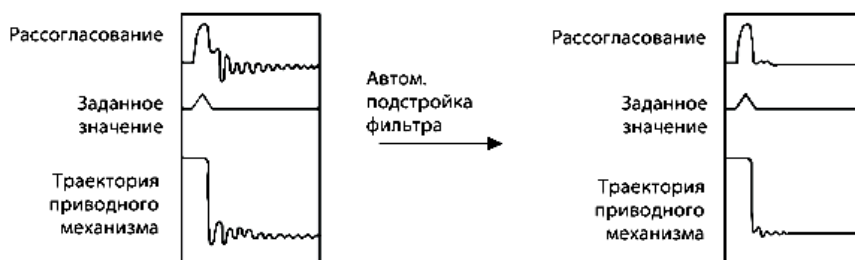 Рассогласование
Заданное
значение
Траектория
приводного
механизма
Автом.
подстройка
фильтра
Рассогласование
Заданное
значение
Траектория
приводного
механизма